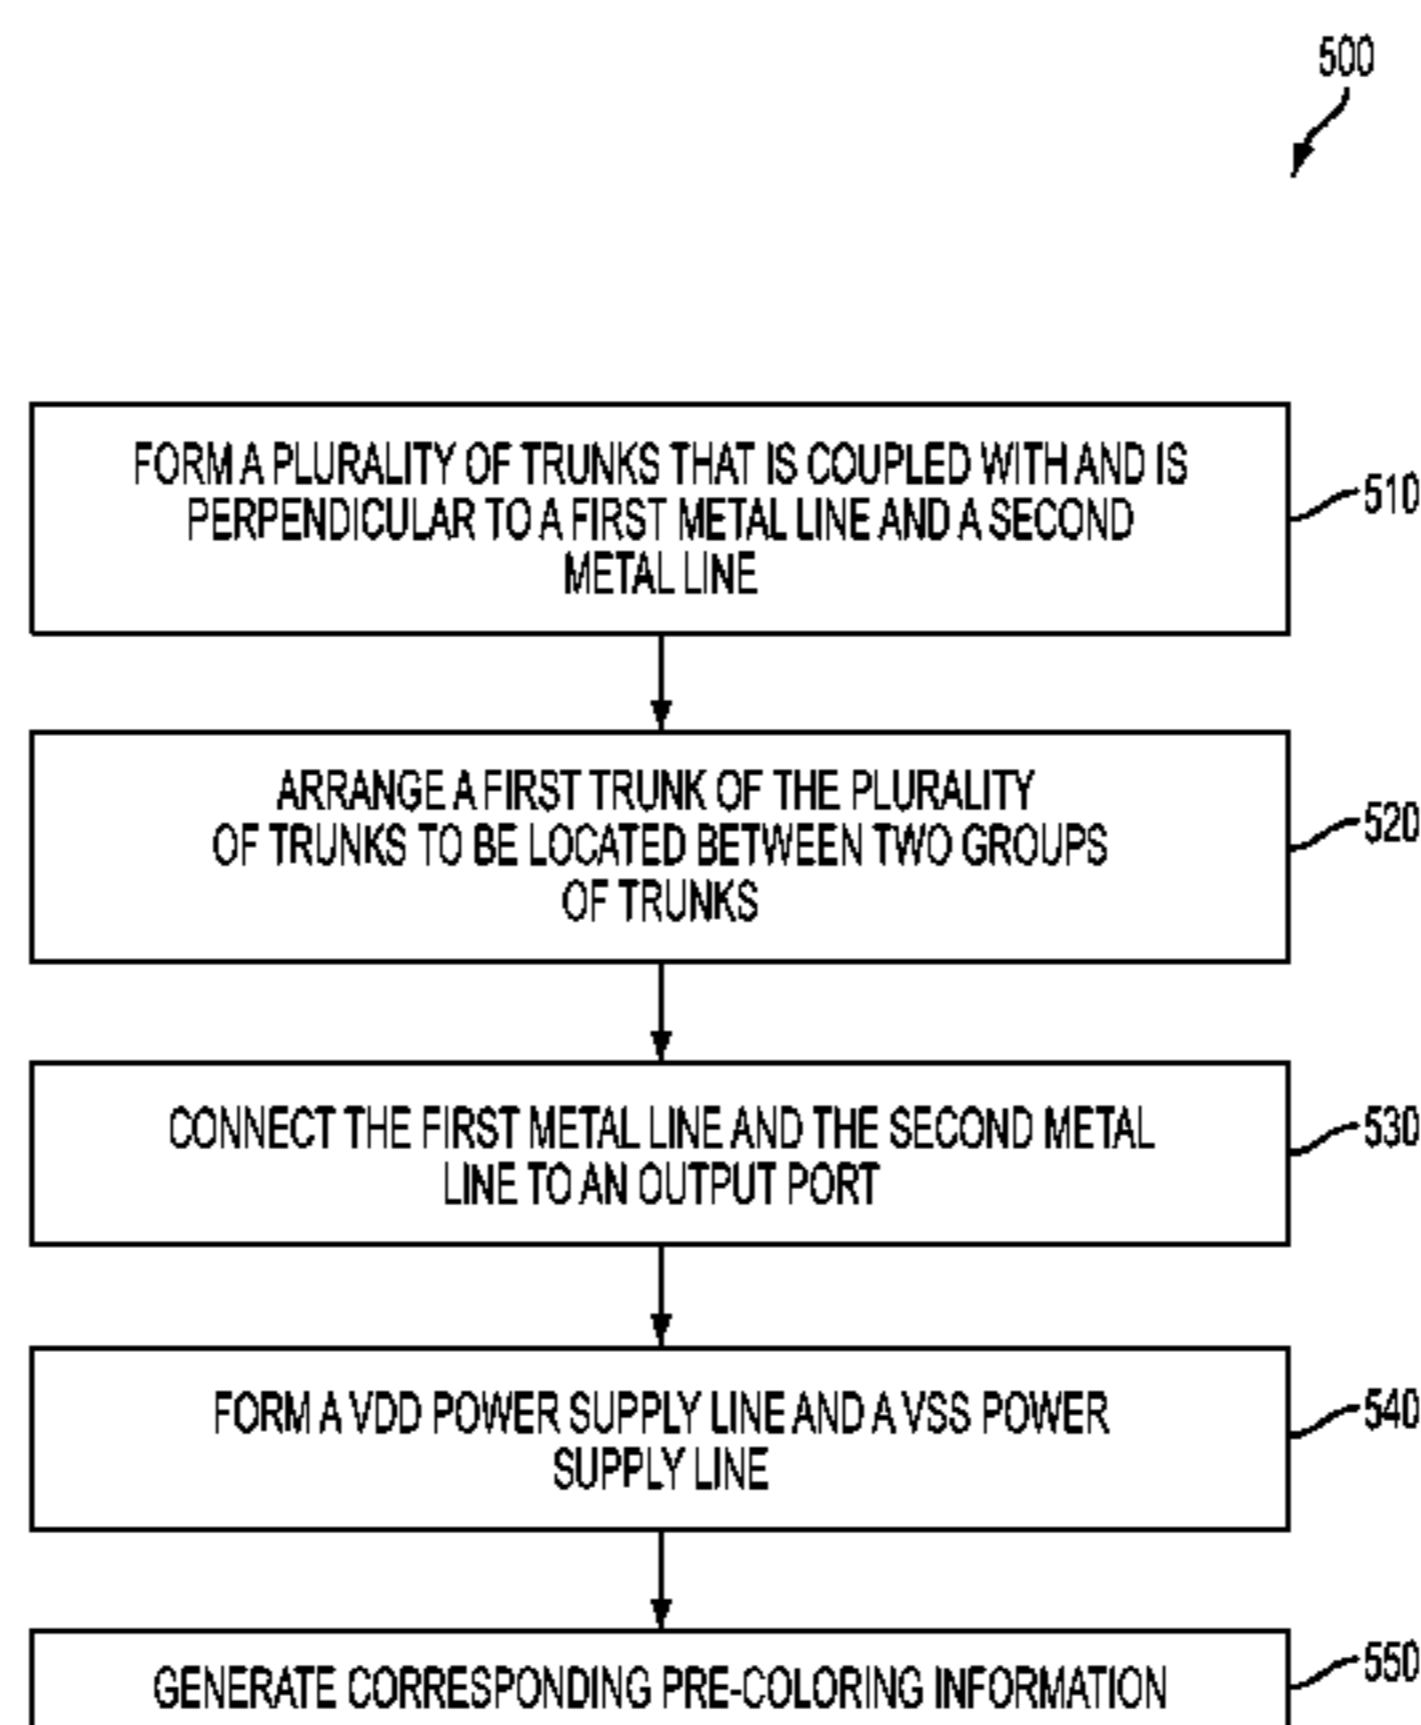 500
FORM A PLURALITY OF TRUNKS THAT IS COUPLED WITH AND IS
PERPENDICULAR TO A FIRST METAL LINE AND A SECOND
METAL LINE
510
ARRANGE A FIRST TRUNK OF THE PLURALITY
OF TRUNKS TO BE LOCATED BETWEEN TWO GROUPS
OF TRUNKS
520
CONNECT THE FIRST METAL LINE AND THE SECOND METAL
LINE TO AN OUTPUT PORT
530
FORM A VDD POWER SUPPLY LINE AND A VSS POWER
SUPPLY LINE
540
GENERATE CORRESPONDING PRE-COLORING INFORMATION
550